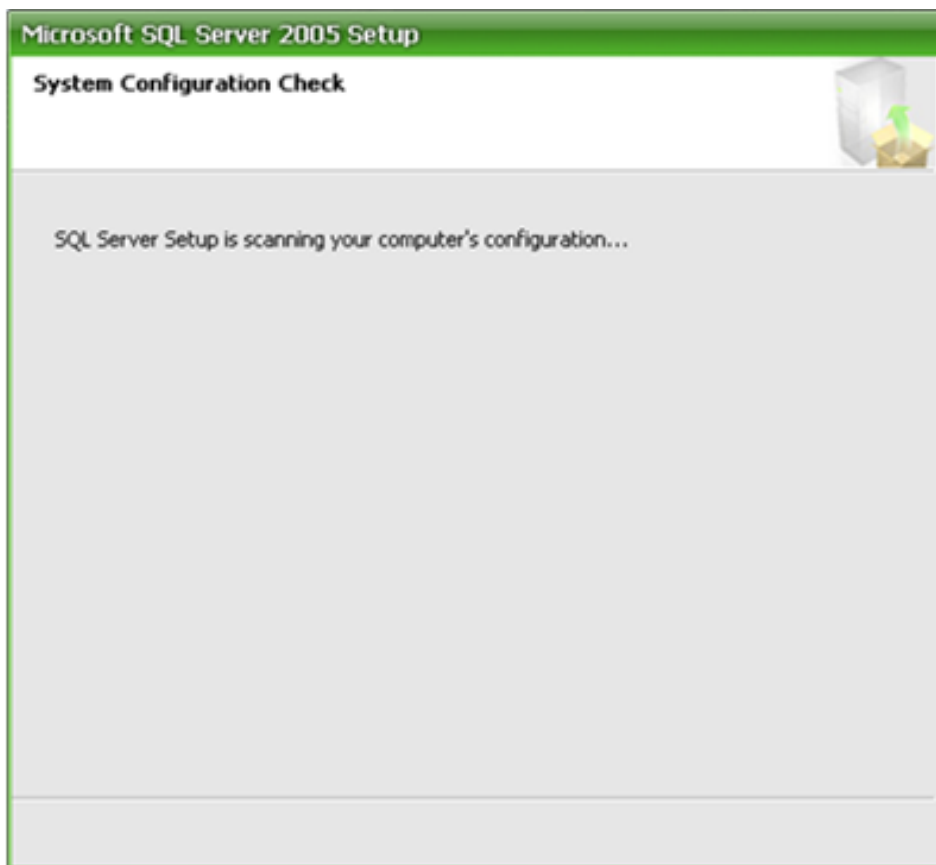 Microsoft SQL Server 2005 Setup
System Configuration Check
SQL Server Setup is scanning your computer's configuration...